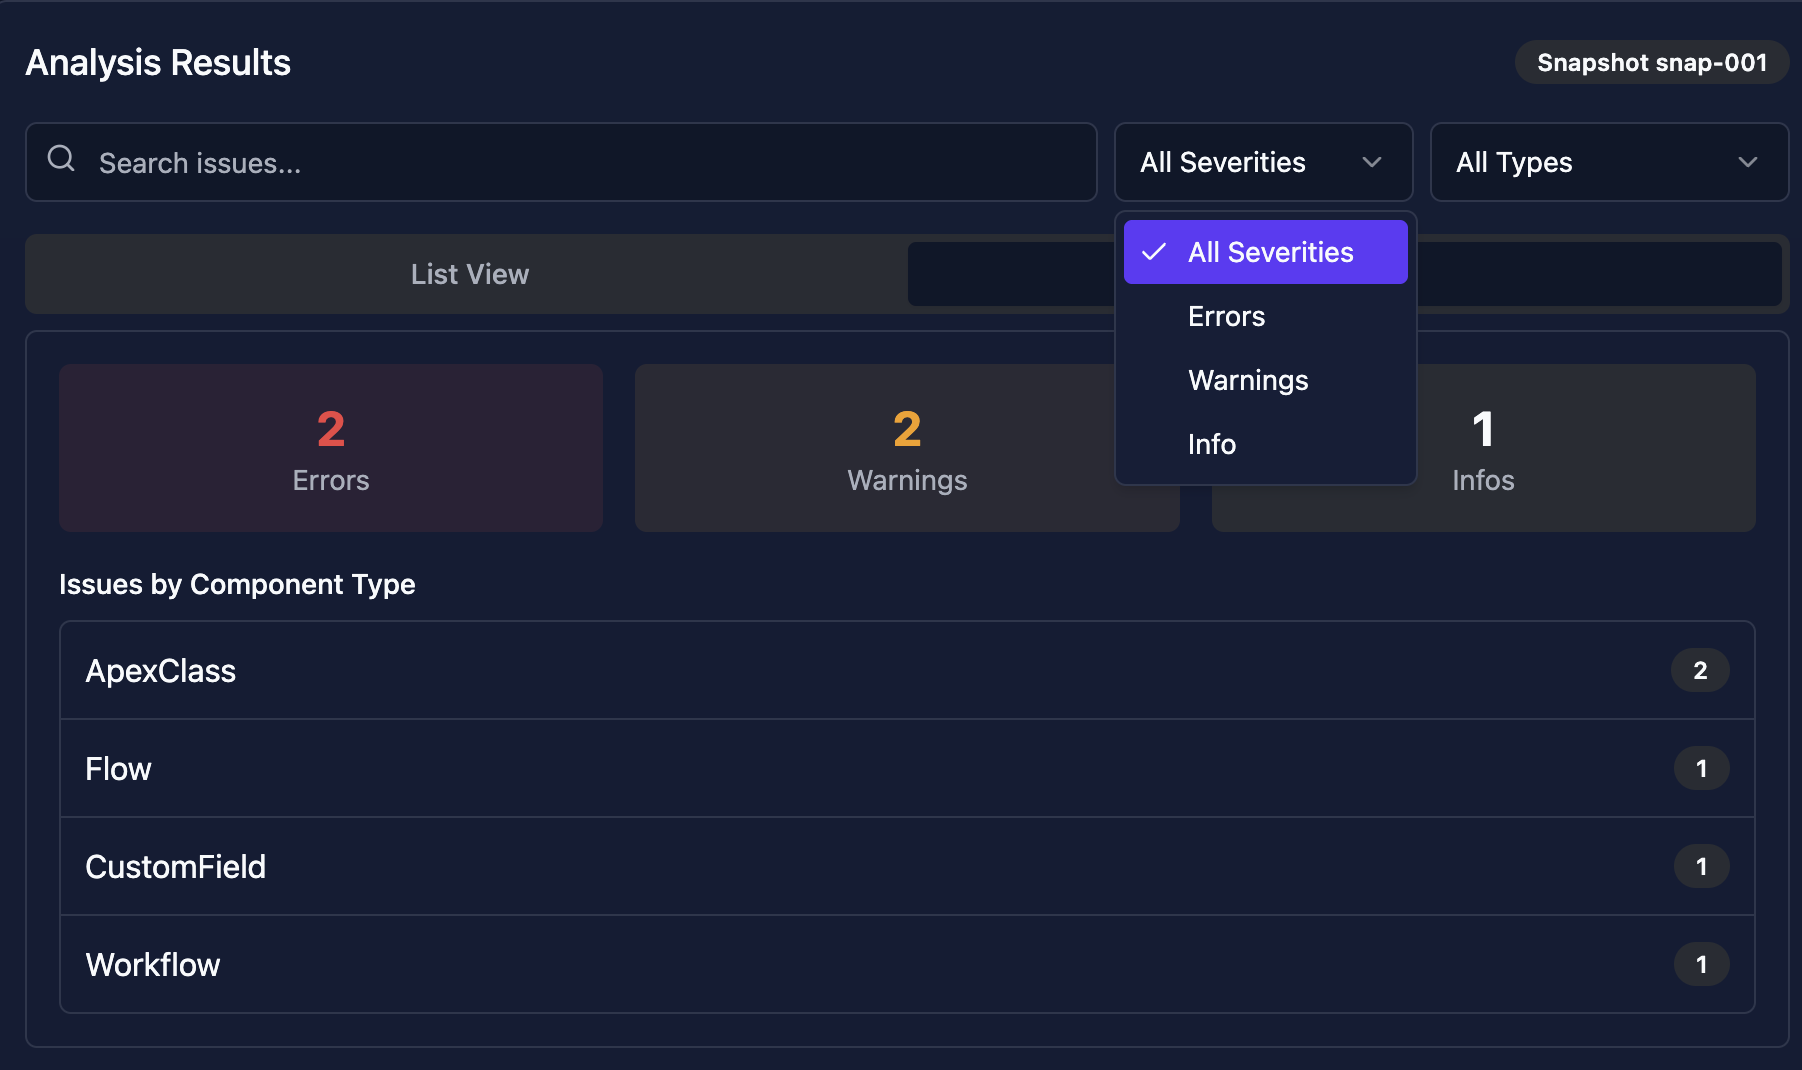 Analysis Results
Snapshot snap-001
Search issues...
All Severities
All Types
All Severities
Errors
Warnings
Info
List View
2
Errors
2
Warnings
1
Infos
Issues by Component Type
ApexClass
2
Flow
1
CustomField
1
Workflow
1